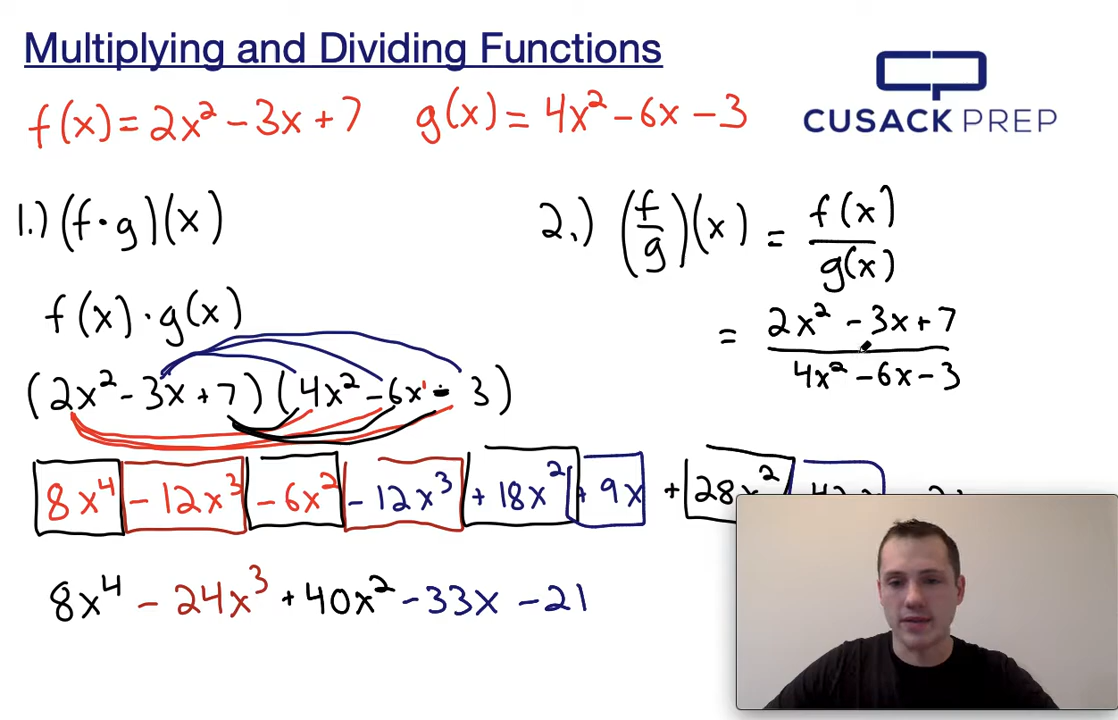 Multiplying and Dividing Functions
f(x) = 2x² - 3x + 7 g(x) = 4x² - 6x - 3
CUSACK PREP
1.) (f · g)(x)
f(x) · g(x)
(2x² - 3x + 7)(4x² - 6x - 3)
8x⁴ - 12x³ - 6x² - 12x³ + 18x² + 9x + 28x²
8x⁴ - 24x³ + 40x² - 33x - 21
2.) (f/g)(x) = f(x)/g(x)
= 2x² - 3x + 7 / 4x² - 6x - 3